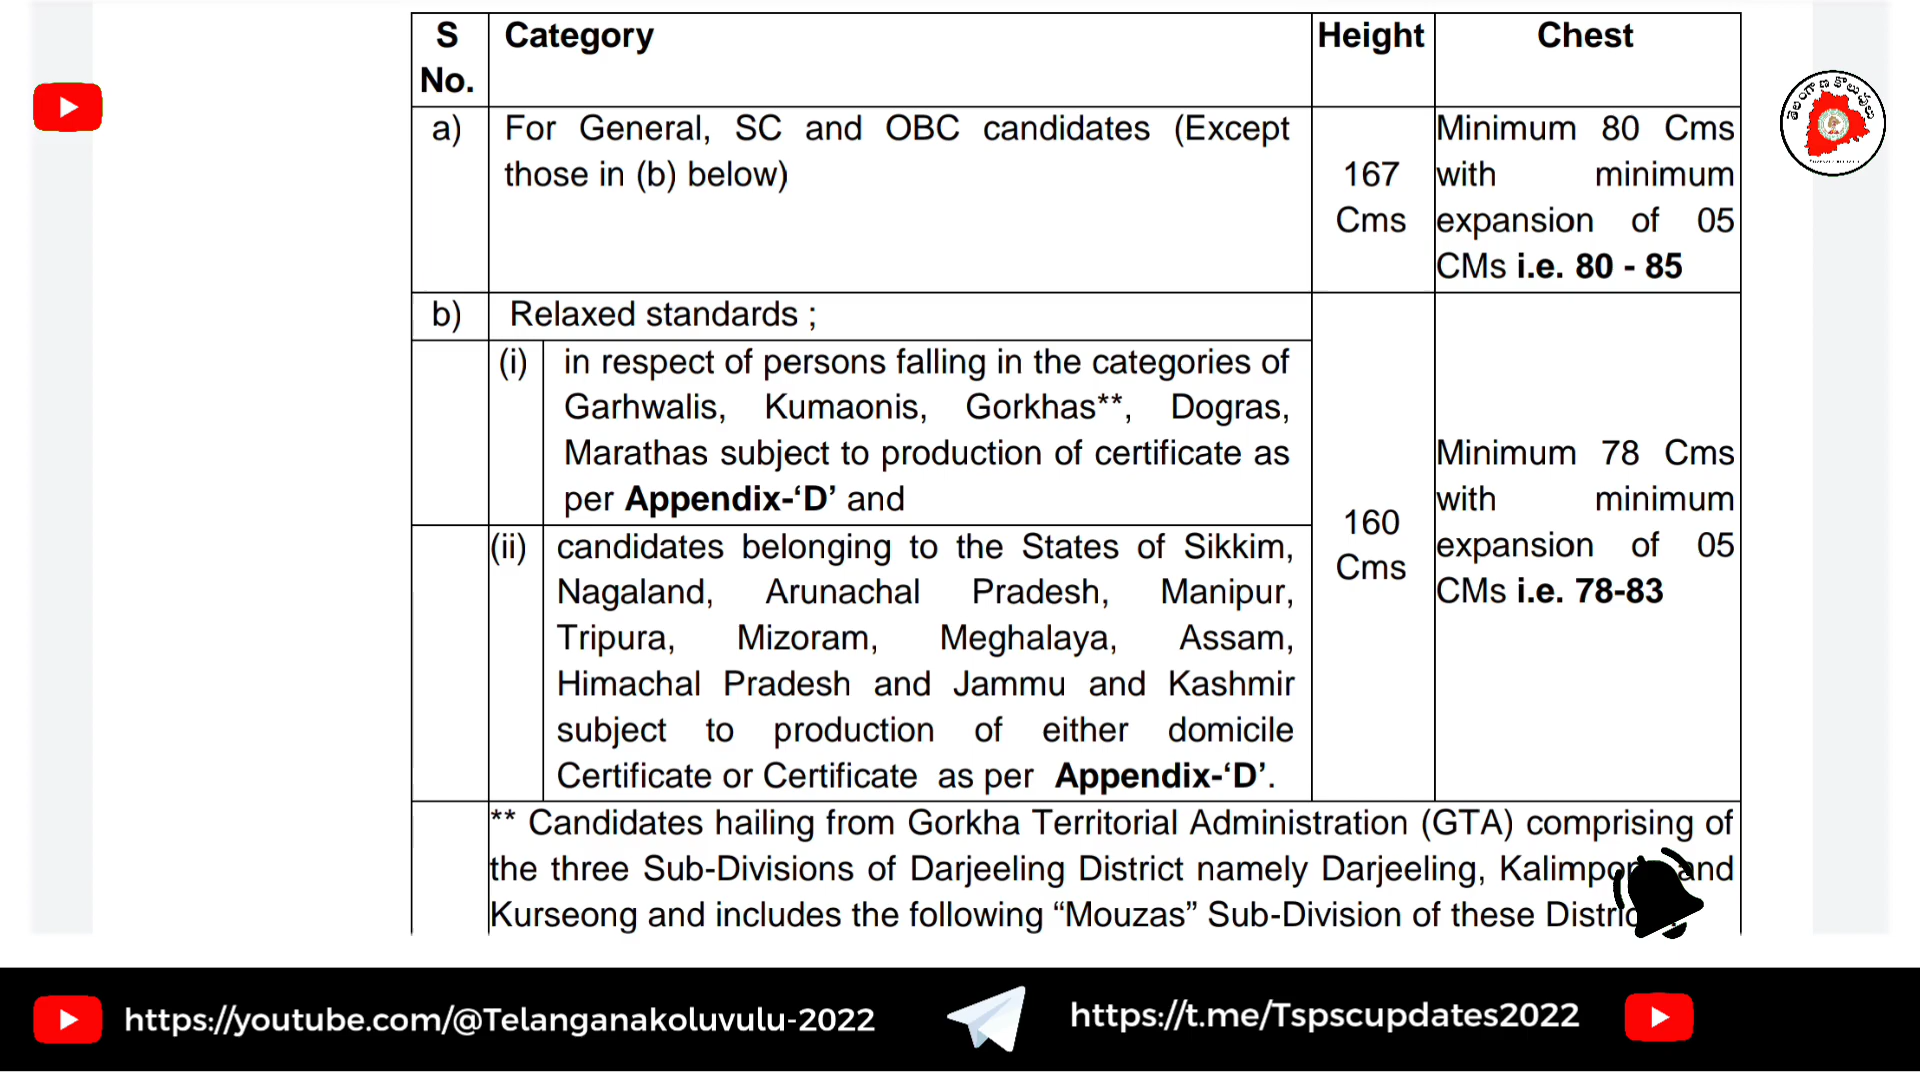 S No. Category Height Chest
a) For General, SC and OBC candidates (Except
those in (b) below)
167
Cms
Minimum 80 Cms
with minimum
expansion of 05
CMs i.e. 80 - 85
b) Relaxed standards ;
(i) in respect of persons falling in the categories of
Garhwalis, Kumaonis, Gorkhas**, Dogras,
Marathas subject to production of certificate as
per Appendix-‘D’ and
(ii) candidates belonging to the States of Sikkim,
Nagaland, Arunachal Pradesh, Manipur,
Tripura, Mizoram, Meghalaya, Assam,
Himachal Pradesh and Jammu and Kashmir
subject to production of either domicile
Certificate or Certificate as per Appendix-‘D’.
160
Cms
Minimum 78 Cms
with minimum
expansion of 05
CMs i.e. 78-83
** Candidates hailing from Gorkha Territorial Administration (GTA) comprising of
the three Sub-Divisions of Darjeeling District namely Darjeeling, and
Kurseong and includes the following “Mouzas” Sub-Division of these
తెలంగాణ కొలువులు
https://youtube.com/@Telanganakoluvulu-2022
https://t.me/Tspscupdates2022